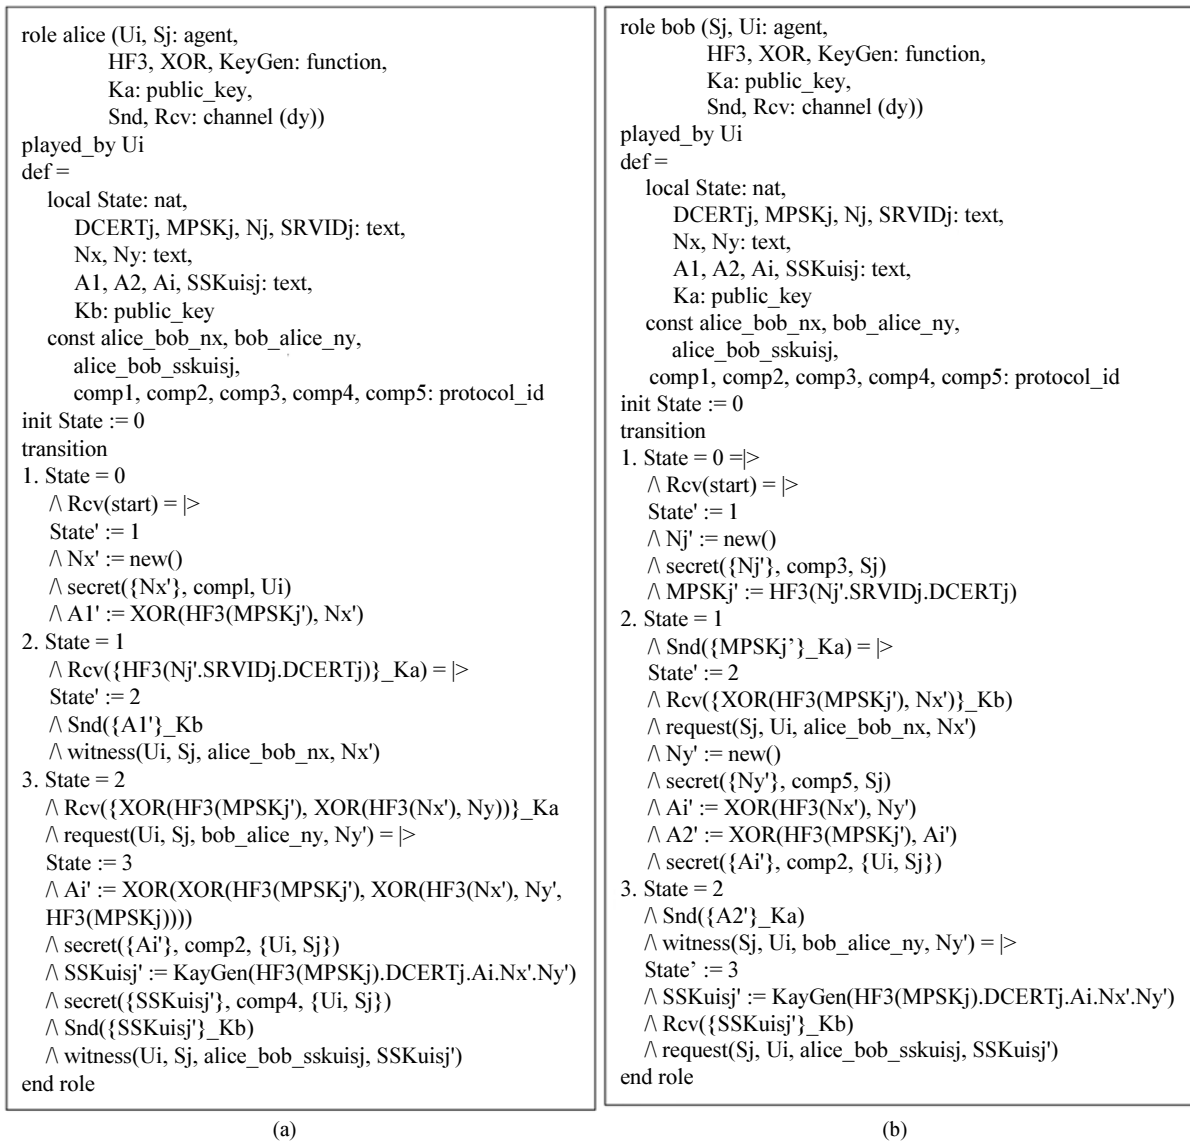 role alice (Ui, Sj: agent,
HF3, XOR, KeyGen: function,
Ka: public_key,
Snd, Rcv: channel (dy))
played_by Ui
def =
local State: nat,
DCERTj, MPSKj, Nj, SRVIDj: text,
Nx, Ny: text,
A1, A2, Ai, SSKuisj: text,
Kb: public_key
const alice_bob_nx, bob_alice_ny,
alice_bob_sskuisj,
comp1, comp2, comp3, comp4, comp5: protocol_id
init State := 0
transition
1. State = 0
/\ Rcv(start) = |>
State' := 1
/\ Nx' := new()
/\ secret({Nx'}, compl, Ui)
/\ A1' := XOR(HF3(MPSKj'), Nx')
2. State = 1
/\ Rcv({HF3(Nj'.SRVIDj.DCERTj)}_Ka) = |>
State' := 2
/\ Snd({A1'}_Kb
/\ witness(Ui, Sj, alice_bob_nx, Nx')
3. State = 2
/\ Rcv({XOR(HF3(MPSKj'), XOR(HF3(Nx'), Ny))}_Ka
/\ request(Ui, Sj, bob_alice_ny, Ny') = |>
State := 3
/\ Ai' := XOR(XOR(HF3(MPSKj'), XOR(HF3(Nx'), Ny',
HF3(MPSKj))))
/\ secret({Ai'}, comp2, {Ui, Sj})
/\ SSKuisj' := KayGen(HF3(MPSKj).DCERTj.Ai.Nx'.Ny')
/\ secret({SSKuisj'}, comp4, {Ui, Sj})
/\ Snd({SSKuisj'}_Kb)
/\ witness(Ui, Sj, alice_bob_sskuisj, SSKuisj')
end role
(a)
role bob (Sj, Ui: agent,
HF3, XOR, KeyGen: function,
Ka: public_key,
Snd, Rcv: channel (dy))
played_by Ui
def =
local State: nat,
DCERTj, MPSKj, Nj, SRVIDj: text,
Nx, Ny: text,
A1, A2, Ai, SSKuisj: text,
Ka: public_key
const alice_bob_nx, bob_alice_ny,
alice_bob_sskuisj,
comp1, comp2, comp3, comp4, comp5: protocol_id
init State := 0
transition
1. State = 0 =|>
/\ Rcv(start) = |>
State' := 1
/\ Nj' := new()
/\ secret({Nj'}, comp3, Sj)
/\ MPSKj' := HF3(Nj'.SRVIDj.DCERTj)
2. State = 1
/\ Snd({MPSKj’}_Ka) = |>
State' := 2
/\ Rcv({XOR(HF3(MPSKj'), Nx')}_Kb)
/\ request(Sj, Ui, alice_bob_nx, Nx')
/\ Ny' := new()
/\ secret({Ny'}, comp5, Sj)
/\ Ai' := XOR(HF3(Nx'), Ny')
/\ A2' := XOR(HF3(MPSKj'), Ai')
/\ secret({Ai'}, comp2, {Ui, Sj})
3. State = 2
/\ Snd({A2'}_Ka)
/\ witness(Sj, Ui, bob_alice_ny, Ny') = |>
State’ := 3
/\ SSKuisj' := KayGen(HF3(MPSKj).DCERTj.Ai.Nx'.Ny')
/\ Rcv({SSKuisj'}_Kb)
/\ request(Sj, Ui, alice_bob_sskuisj, SSKuisj')
end role
(b)